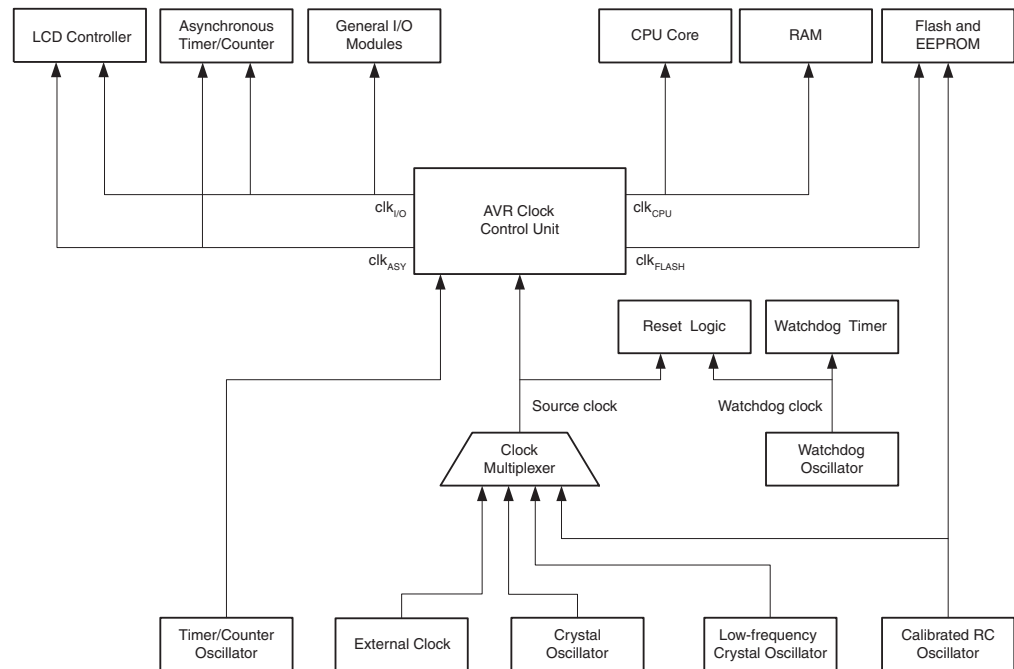 LCD Controller
Asynchronous
Timer/Counter
General I/O
Modules
CPU Core
RAM
Flash and
EEPROM
clkI/O
AVR Clock
Control Unit
clkCPU
clkASY
clkFLASH
Reset Logic
Watchdog Timer
Source clock
Watchdog clock
Clock
Multiplexer
Watchdog
Oscillator
Timer/Counter
Oscillator
External Clock
Crystal
Oscillator
Low-frequency
Crystal Oscillator
Calibrated RC
Oscillator